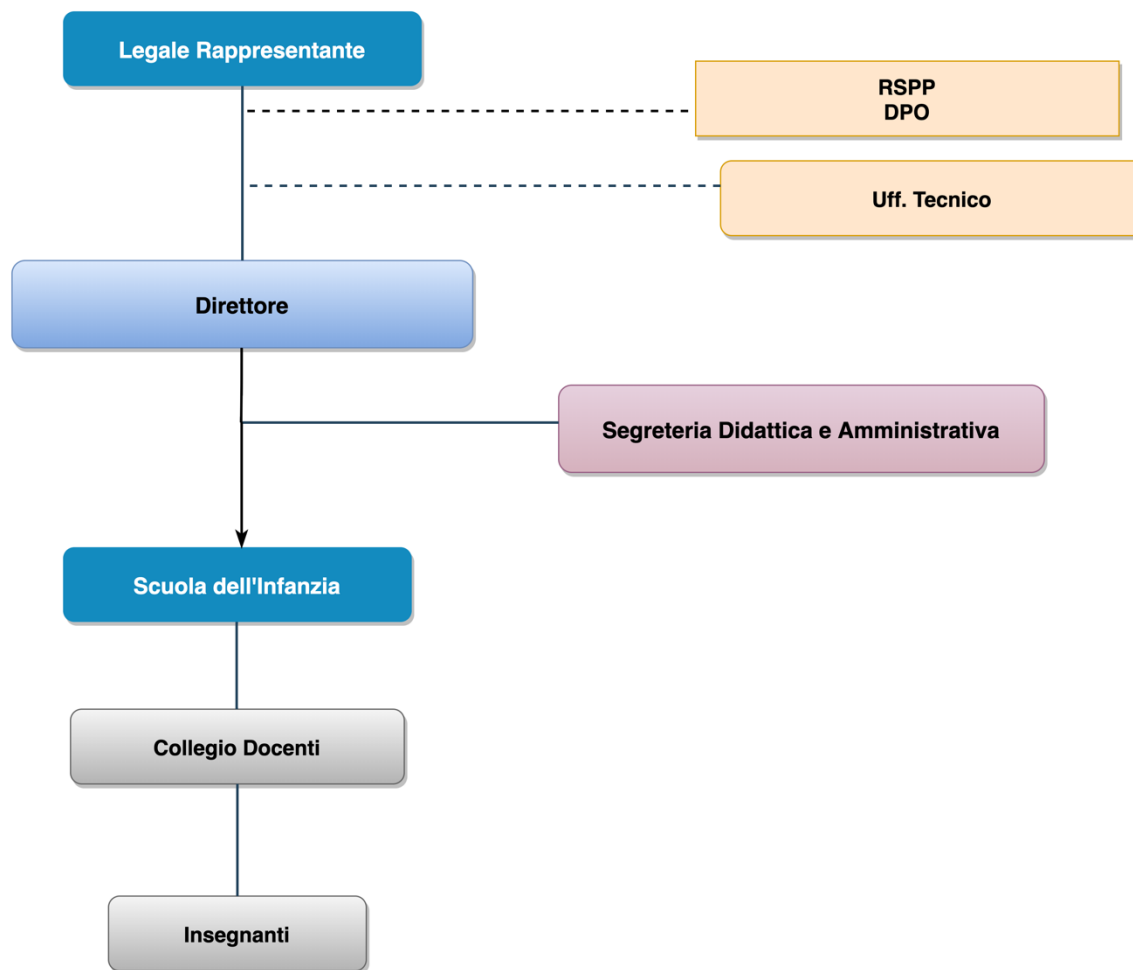 Legale Rappresentante
RSPP
DPO
Uff. Tecnico
Direttore
Segreteria Didattica e Amministrativa
Scuola dell'Infanzia
Collegio Docenti
Insegnanti